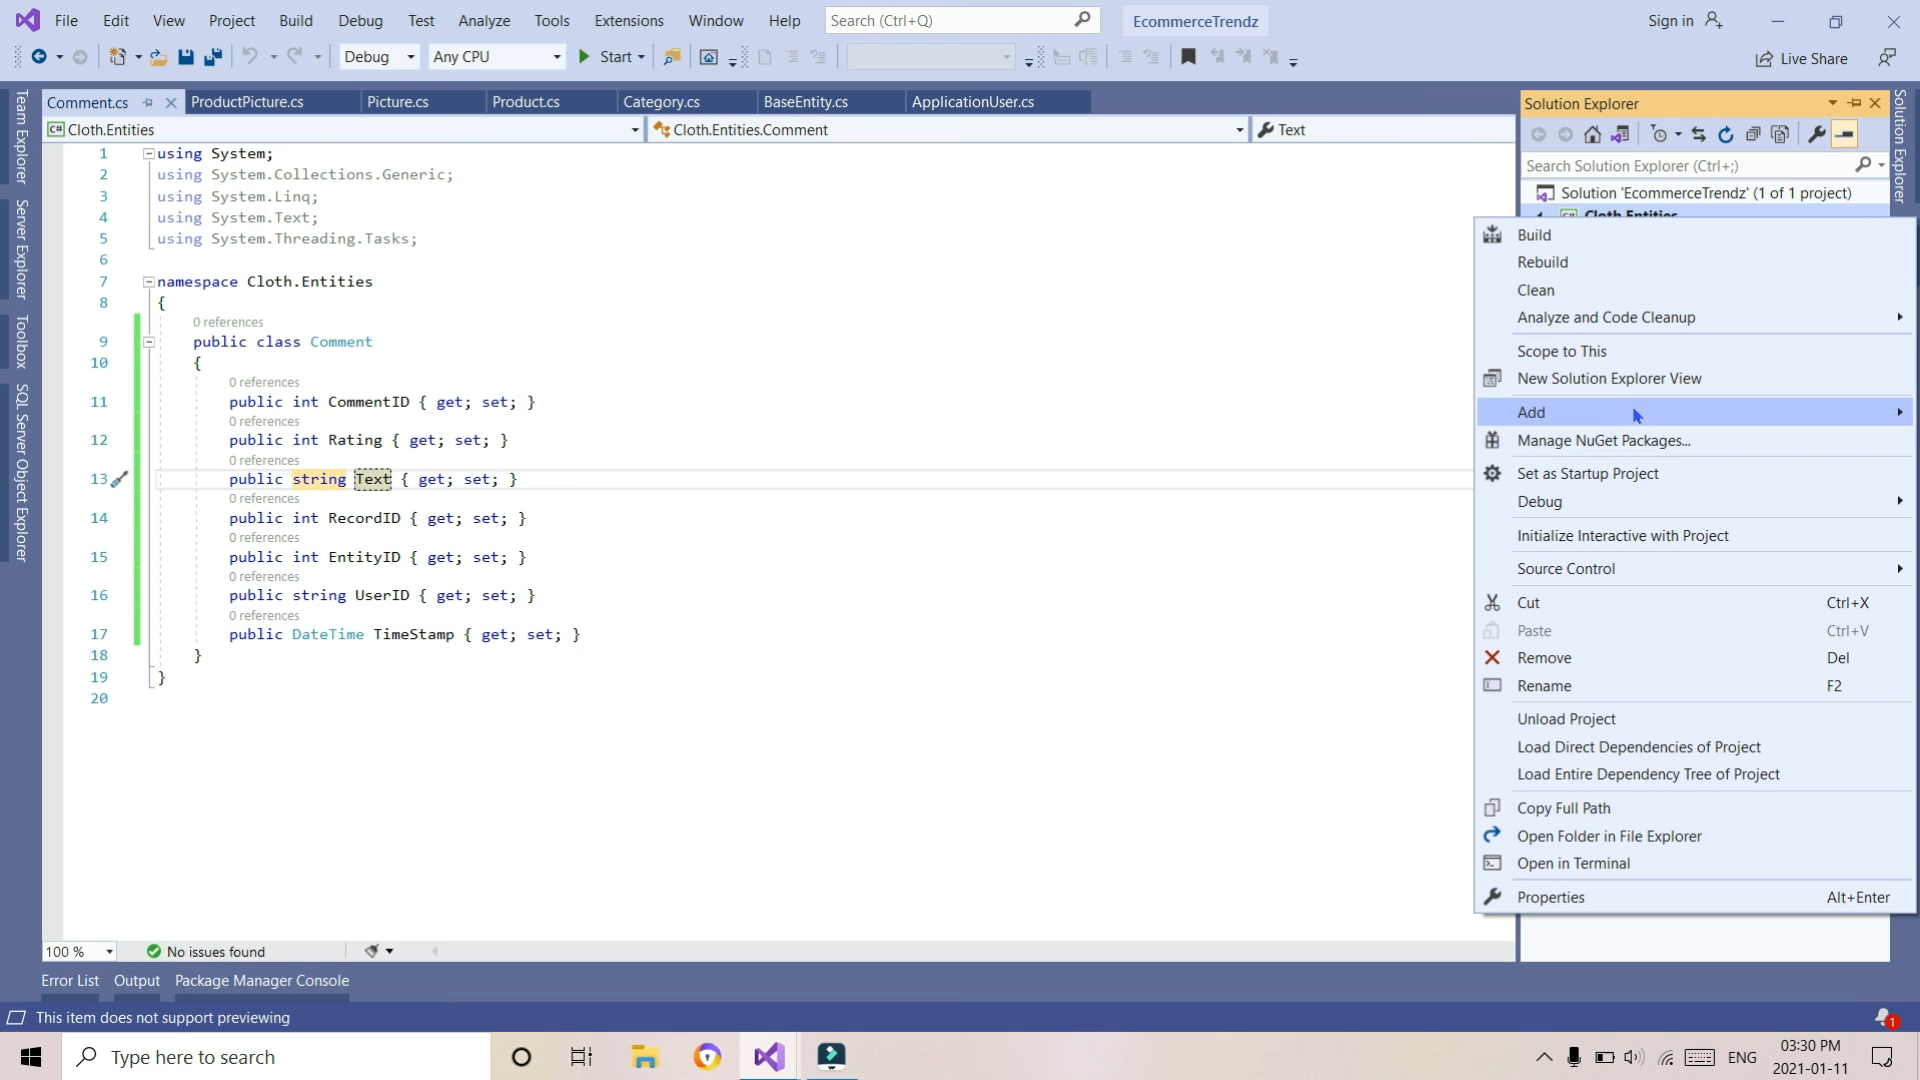 File Edit View Project Build Debug Test Analyze Tools Extensions Window Help Search (Ctrl+Q) EcommerceTrendz Sign in
Debug Any CPU Start Live Share
Team Explorer
Server Explorer
Toolbox
SQL Server Object Explorer
Comment.cs ProductPicture.cs Picture.cs Product.cs Category.cs BaseEntity.cs ApplicationUser.cs
C# Cloth.Entities Cloth.Entities.Comment Text
1 using System;
2 using System.Collections.Generic;
3 using System.Linq;
4 using System.Text;
5 using System.Threading.Tasks;
6
7 namespace Cloth.Entities
8 {
0 references
9 public class Comment
10 {
0 references
11 public int CommentID { get; set; }
0 references
12 public int Rating { get; set; }
0 references
13 public string Text { get; set; }
0 references
14 public int RecordID { get; set; }
0 references
15 public int EntityID { get; set; }
0 references
16 public string UserID { get; set; }
0 references
17 public DateTime TimeStamp { get; set; }
18 }
19 }
20
Solution Explorer
Search Solution Explorer (Ctrl+;)
Solution 'EcommerceTrendz' (1 of 1 project)
C# Cloth.Entities
Solution Explorer
Build
Rebuild
Clean
Analyze and Code Cleanup
Scope to This
New Solution Explorer View
Add
Manage NuGet Packages...
Set as Startup Project
Debug
Initialize Interactive with Project
Source Control
Cut Ctrl+X
Paste Ctrl+V
Remove Del
Rename F2
Unload Project
Load Direct Dependencies of Project
Load Entire Dependency Tree of Project
Copy Full Path
Open Folder in File Explorer
Open in Terminal
Properties Alt+Enter
100 % No issues found
Error List Output Package Manager Console
This item does not support previewing 1
Type here to search ENG 03:30 PM
2021-01-11